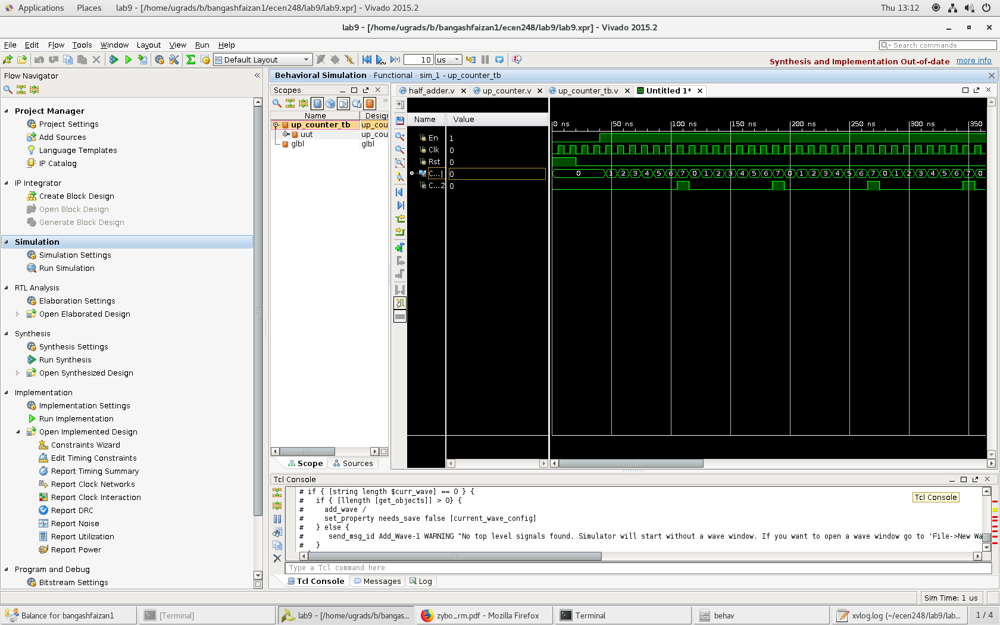 Applications Places lab9 - [/home/ugrads/b/bangashfaizan1/ecen248/lab9/lab9.xpr] - Vivado 2015.2 Thu 13:12
lab9 - [/home/ugrads/b/bangashfaizan1/ecen248/lab9/lab9.xpr] - Vivado 2015.2
File Edit Flow Tools Window Layout View Run Help Search commands
Default Layout 10 us Synthesis and Implementation Out-of-date more info
Flow Navigator
Project Manager
Project Settings
Add Sources
Language Templates
IP Catalog
IP Integrator
Create Block Design
Open Block Design
Generate Block Design
Simulation
Simulation Settings
Run Simulation
RTL Analysis
Elaboration Settings
Open Elaborated Design
Synthesis
Synthesis Settings
Run Synthesis
Open Synthesized Design
Implementation
Implementation Settings
Run Implementation
Open Implemented Design
Constraints Wizard
Edit Timing Constraints
Report Timing Summary
Report Clock Networks
Report Clock Interaction
Report DRC
Report Noise
Report Utilization
Report Power
Program and Debug
Bitstream Settings
Behavioral Simulation - Functional - sim_1 - up_counter_tb
Scopes
Name Design
up_counter_tb up_cou
uut up_cou
glbl glbl
Scope Sources
half_adder.v up_counter.v up_counter_tb.v Untitled 1*
Name Value
0 ns 50 ns 100 ns 150 ns 200 ns 250 ns 300 ns 350
En 1
Clk 0
Rst 0
C...] 0 0 1 2 3 4 5 6 7 0 1 2 3 4 5 6 7 0 1 2 3 4 5 6 7 0 1 2 3 4 5 6 7 0
C...2 0
Tcl Console
# if { [string length $curr_wave] == 0 } {
# if { [llength [get_objects]] > 0} {
# add_wave /
# set_property needs_save false [current_wave_config]
# } else {
# send_msg_id Add_Wave-1 WARNING "No top level signals found. Simulator will start without a wave window. If you want to open a wave window go to 'File->New Wa
# }
Tcl Console
Type a Tcl command here
Tcl Console Messages Log
Sim Time: 1 us
Balance for bangashfaizan1 [Terminal] lab9 - [/home/ugrads/b/bangas... zybo_rm.pdf - Mozilla Firefox Terminal behav xvlog.log (~/ecen248/lab9/lab... 1 / 4